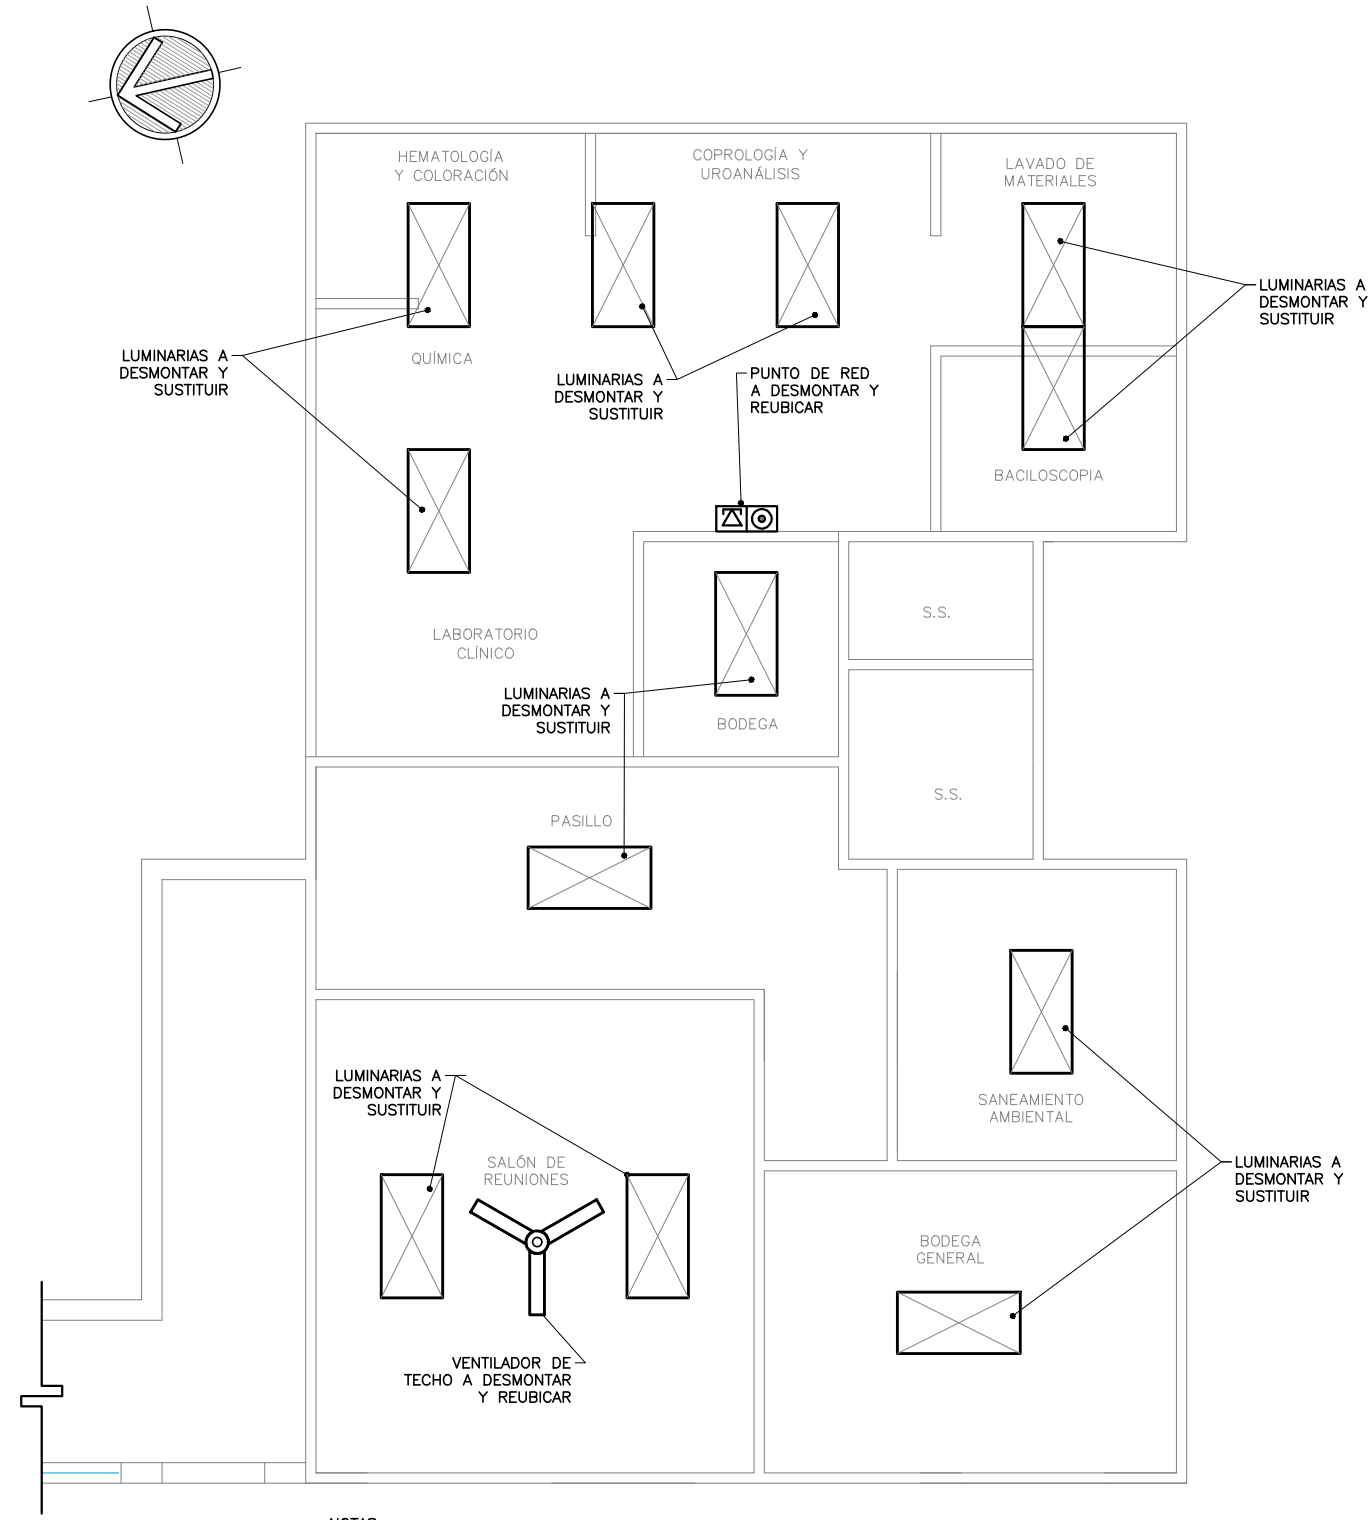 HEMATOLOGÍA
Y COLORACIÓN
COPROLOGÍA Y
UROANÁLISIS
LAVADO DE
MATERIALES
LUMINARIAS A
DESMONTAR Y
SUSTITUIR
LUMINARIAS A
DESMONTAR Y
SUSTITUIR
QUÍMICA
LUMINARIAS A
DESMONTAR Y
SUSTITUIR
PUNTO DE RED
A DESMONTAR Y
REUBICAR
BACILOSCOPIA
S.S.
LABORATORIO
CLÍNICO
LUMINARIAS A
DESMONTAR Y
SUSTITUIR
BODEGA
S.S.
PASILLO
LUMINARIAS A
DESMONTAR Y
SUSTITUIR
SANEAMIENTO
AMBIENTAL
SALÓN DE
REUNIONES
LUMINARIAS A
DESMONTAR Y
SUSTITUIR
BODEGA
GENERAL
VENTILADOR DE
TECHO A DESMONTAR
Y REUBICAR